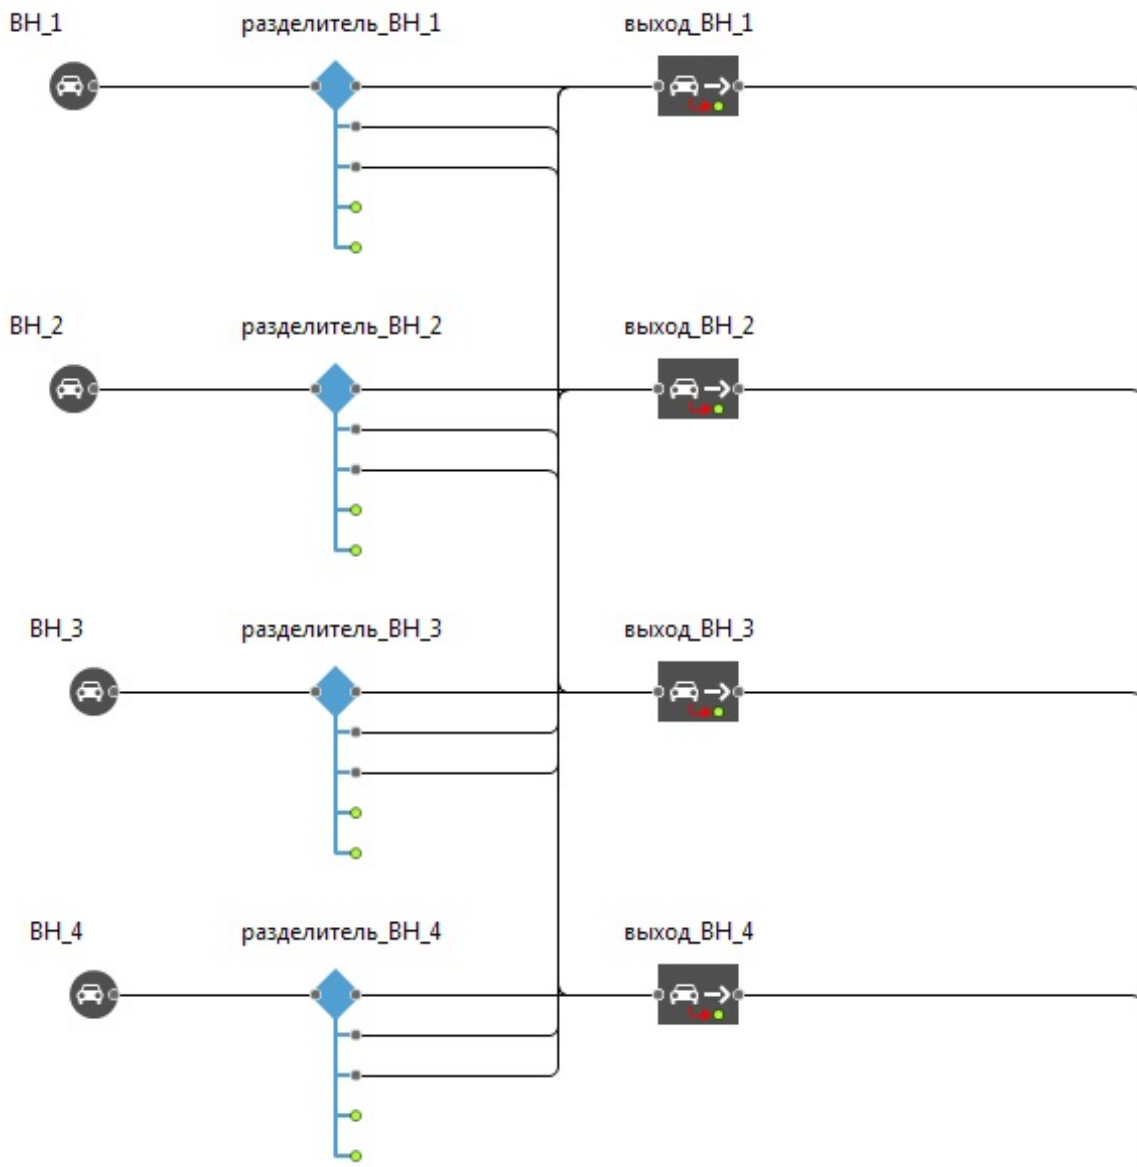 ВН_1
разделитель_ВН_1
выход_ВН_1
ВН_2
разделитель_ВН_2
выход_ВН_2
ВН_3
разделитель_ВН_3
выход_ВН_3
ВН_4
разделитель_ВН_4
выход_ВН_4